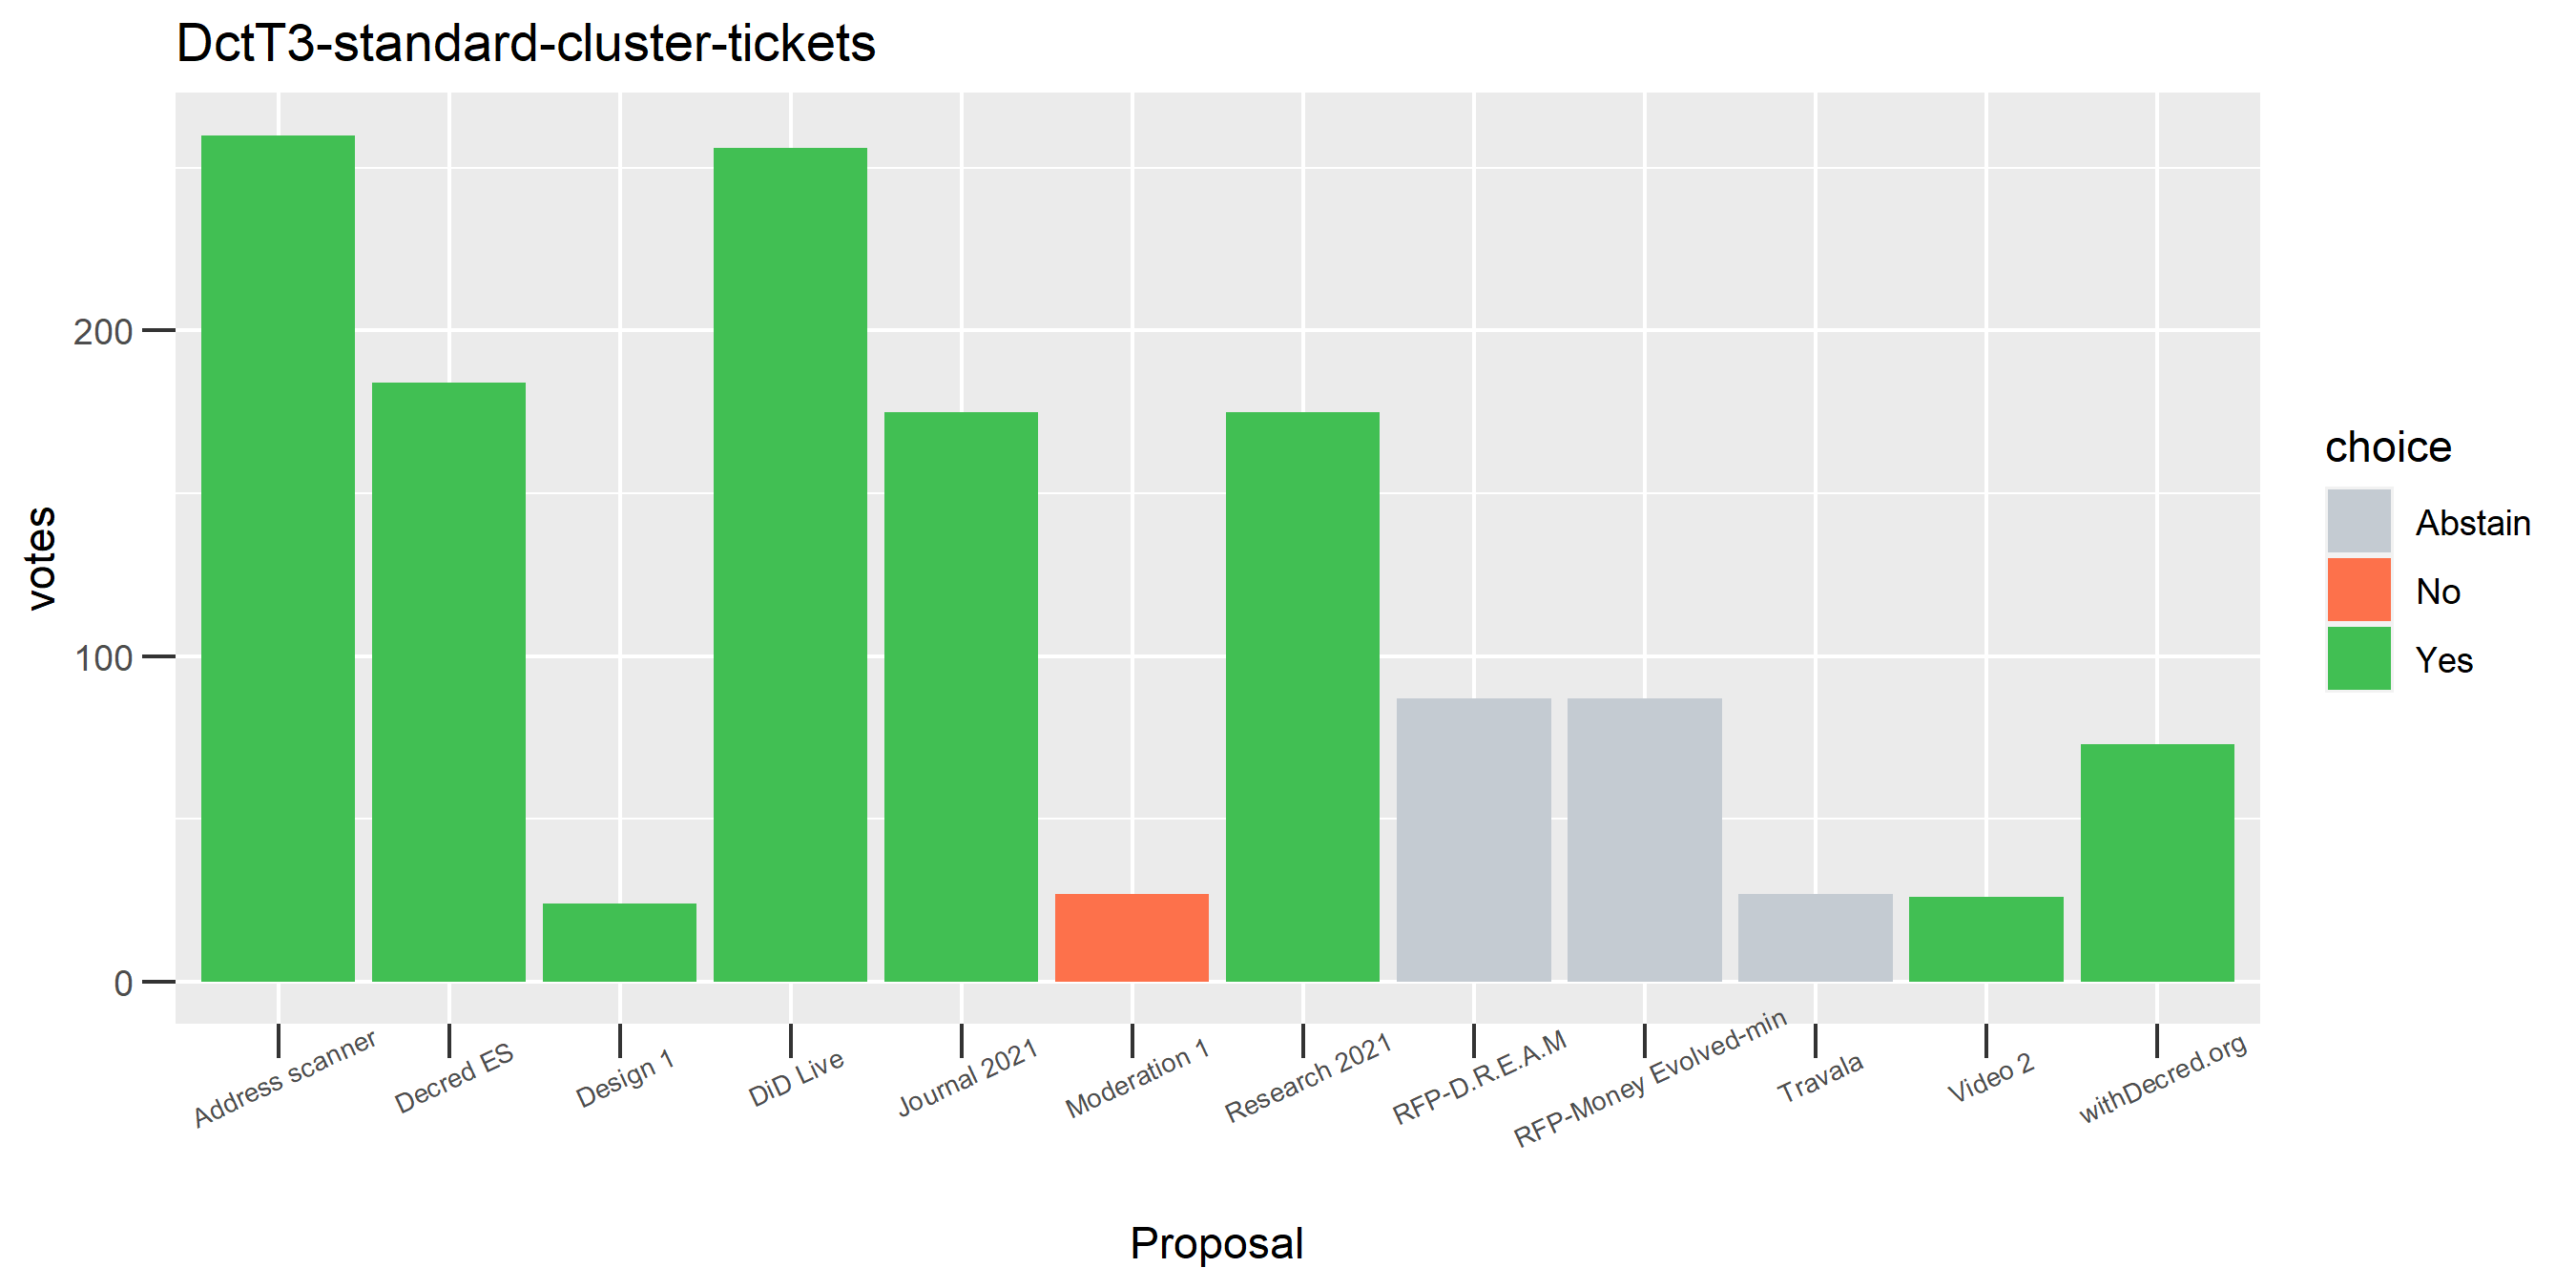 DctT3-standard-cluster-tickets
votes
200
100
0
Address scanner
Decred ES
Design 1
DiD Live
Journal 2021
Moderation 1
Research 2021
RFP-D.R.E.A.M
RFP-Money Evolved-min
Travala
Video 2
withDecred.org
Proposal
choice
Abstain
No
Yes